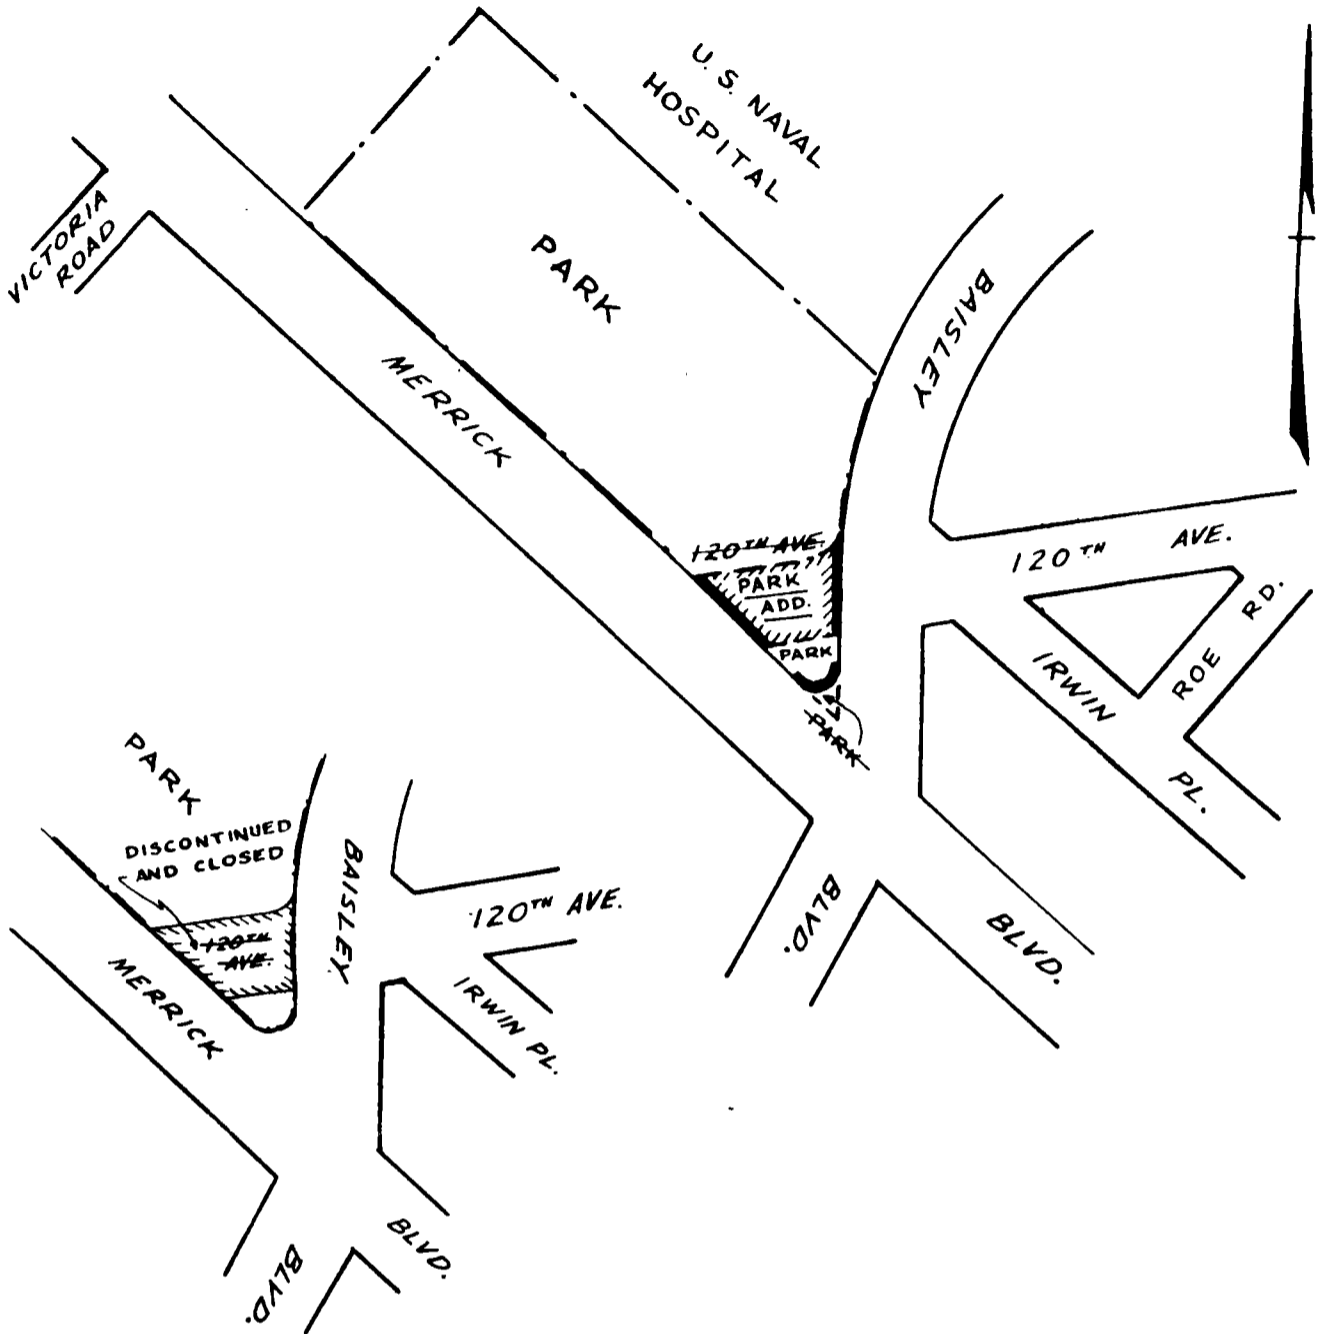 U. S. NAVAL
HOSPITAL
VICTORIA
ROAD
PARK
BAISLEY
MERRICK
120TH AVE.
PARK
ADD.
PARK
PARK
120TH AVE.
ROE RD.
IRWIN PL.
BLVD.
BLVD.
PARK
DISCONTINUED
AND CLOSED
BAISLEY
120TH AVE.
120TH
AVE.
MERRICK
IRWIN PL.
BLVD.
BLVD.